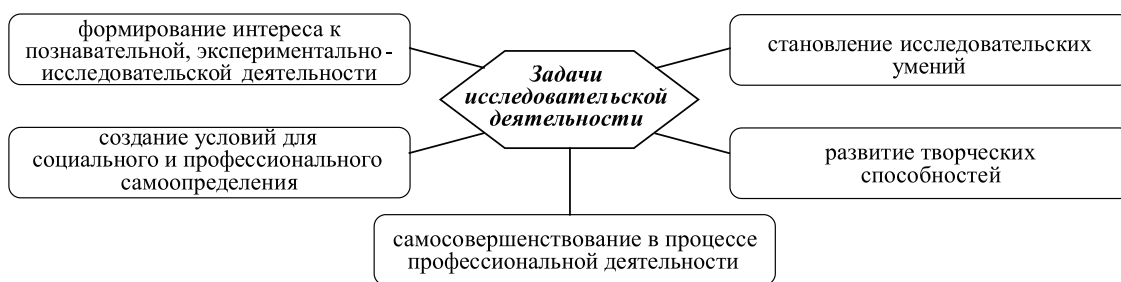 формирование интереса к
познавательной, экспериментально-
исследовательской деятельности
Задачи
исследовательской
деятельности
становление исследовательских
умений
создание условий для
социального и профессионального
самоопределения
развитие творческих
способностей
самосовершенствование в процессе
профессиональной деятельности